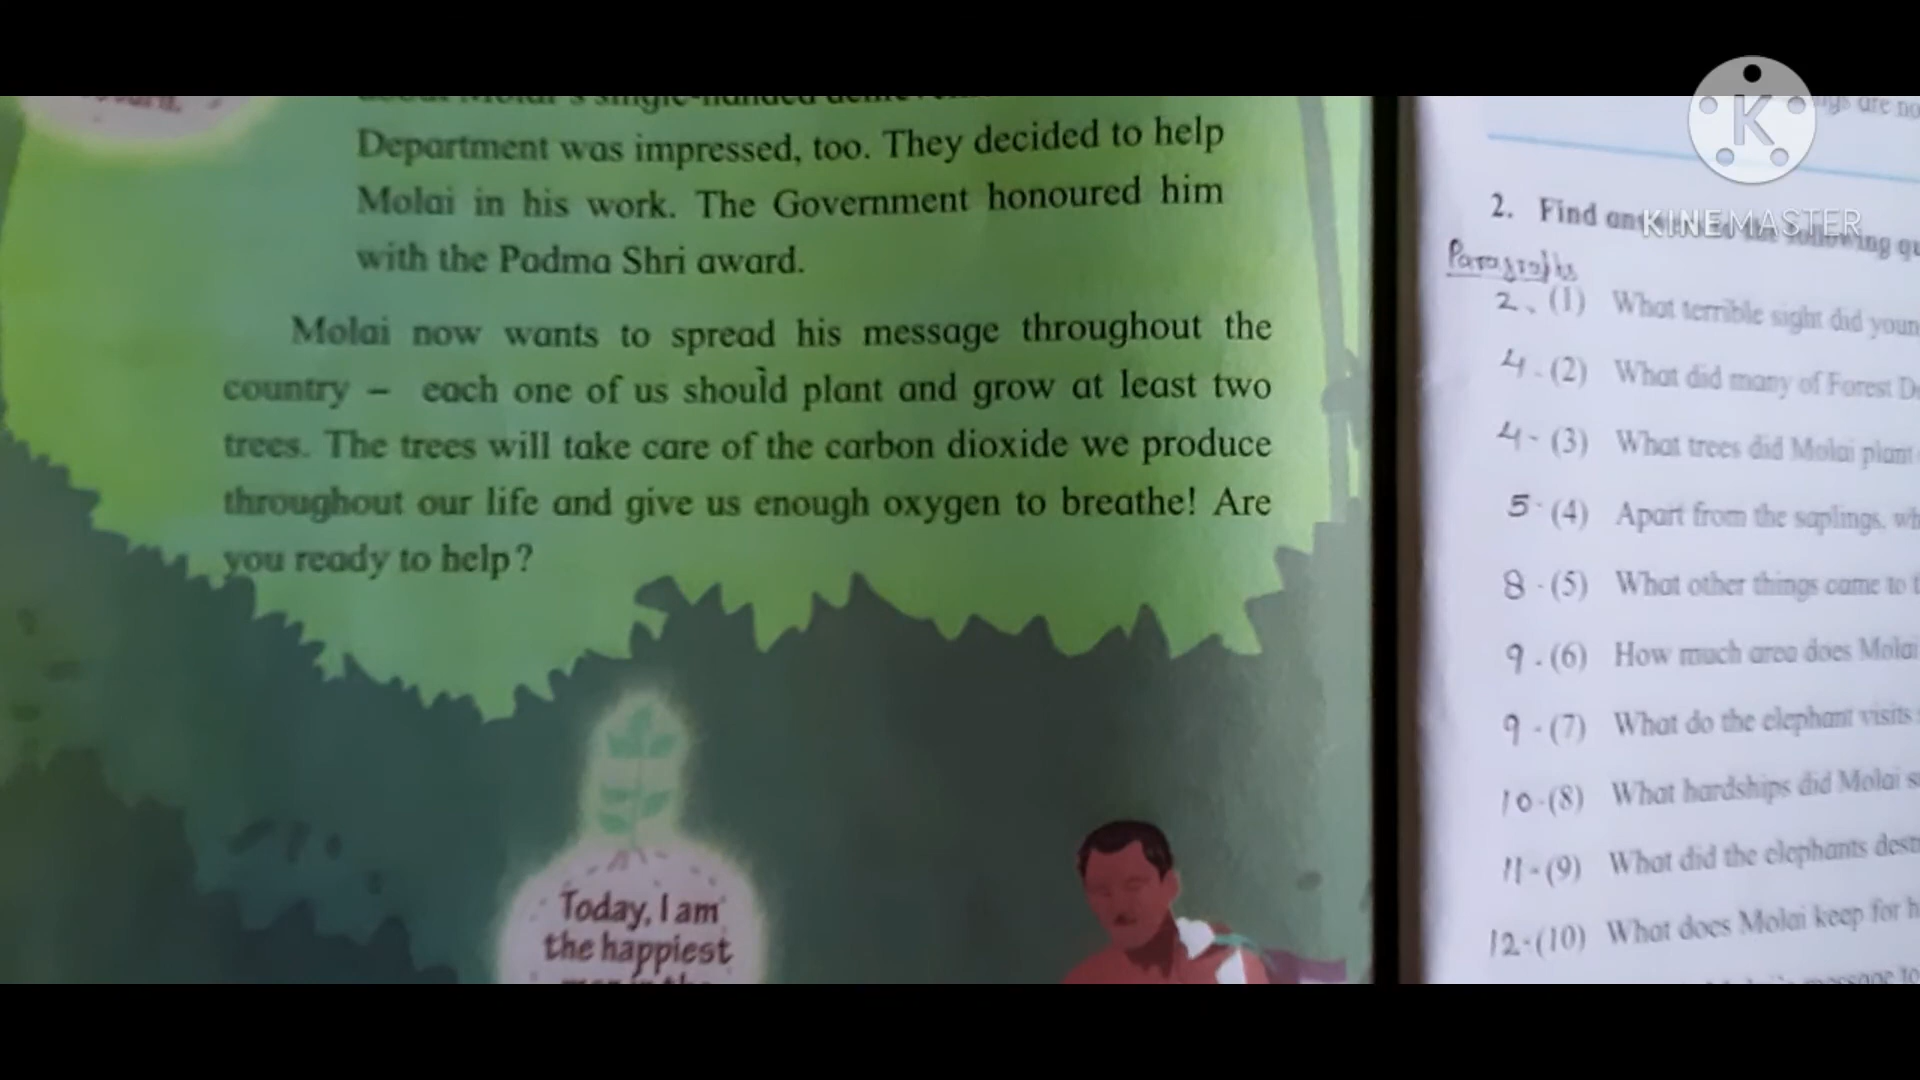 Department was impressed, too. They decided to help
Molai in his work. The Government honoured him
with the Padma Shri award.
Molai now wants to spread his message throughout the
country – each one of us should plant and grow at least two
trees. The trees will take care of the carbon dioxide we produce
throughout our life and give us enough oxygen to breathe! Are
you ready to help?
Today, I am
the happiest
K
KINEMASTER
are
2. Find following
Paragraphs
2. (1) What terrible sight did
4 - (2) What did many of Forest
4 - (3) What trees did Molai plant
5 - (4) Apart from the saplings,
8 - (5) What other things came to
9 - (6) How much area does Molai
9 - (7) What do the elephant visits
10 - (8) What hardships did Molai
11 - (9) What did the elephants
12 - (10) What does Molai keep for